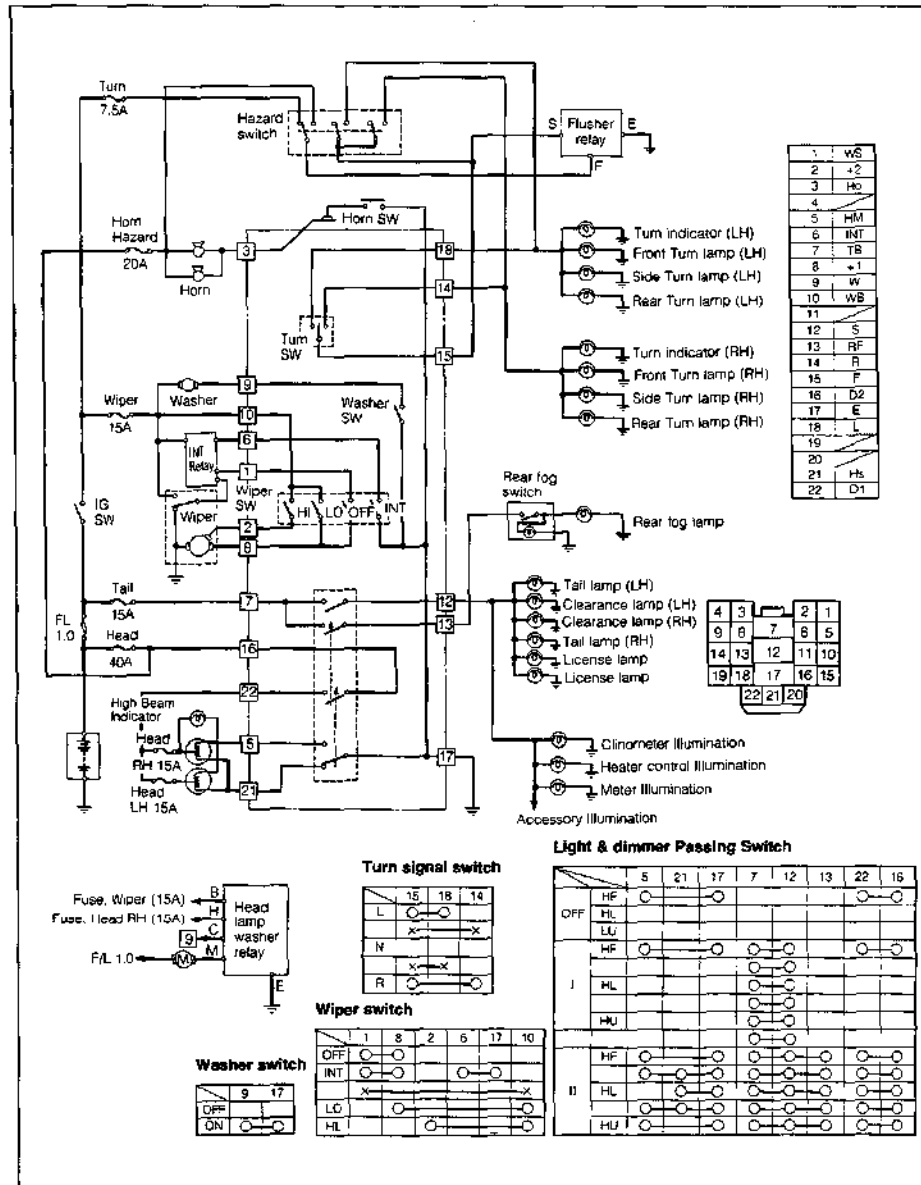 Turn
7.5A
Hazard
switch
S
Flusher
relay
E
F
1 WS
2 +2
3 Ho
4
5 HM
6 INT
7 TB
8 +1
9 W
10 WB
11
12 S
13 RF
14 R
15 F
16 D2
17 E
18 L
19
20
21 Hs
22 D1
Horn SW
Horn
Hazard
20A
Horn
3
18
14
15
Turn
SW
Turn indicator (LH)
Front Turn lamp (LH)
Side Turn lamp (LH)
Rear Turn lamp (LH)
Turn indicator (RH)
Front Turn lamp (RH)
Side Turn lamp (RH)
Rear Turn lamp (RH)
Washer
9
Washer
SW
Wiper
15A
10
6
INT
Relay
1
Wiper
SW
Wiper
2
8
HI LO OFF INT
IG
SW
Rear fog
switch
Rear fog lamp
Tail
15A
7
12
13
FL
1.0
Head
40A
16
22
Tail lamp (LH)
Clearance lamp (LH)
Clearance lamp (RH)
Tail lamp (RH)
License lamp
License lamp
4 3 2 1
9 8 7 6 5
14 13 12 11 10
19 18 17 16 15
22 21 20
High Beam
Indicator
Head
RH 15A
Head
LH 15A
5
21
17
Clinometer Illumination
Heater control Illumination
Meter Illumination
Accessory Illumination
Fuse, Wiper (15A)
Fuse, Head RH (15A)
9
F/L 1.0
M
B
H
C
M
Head
lamp
washer
relay
E
Turn signal switch
15 18 14
L
N
R
Wiper switch
1 8 2 6 17 10
OFF
INT
LO
HL
Washer switch
9 17
OFF
ON
Light & dimmer Passing Switch
5 21 17 7 12 13 22 16
OFF
HF
HL
LU
I
HF
HL
HU
II
HF
HL
HU